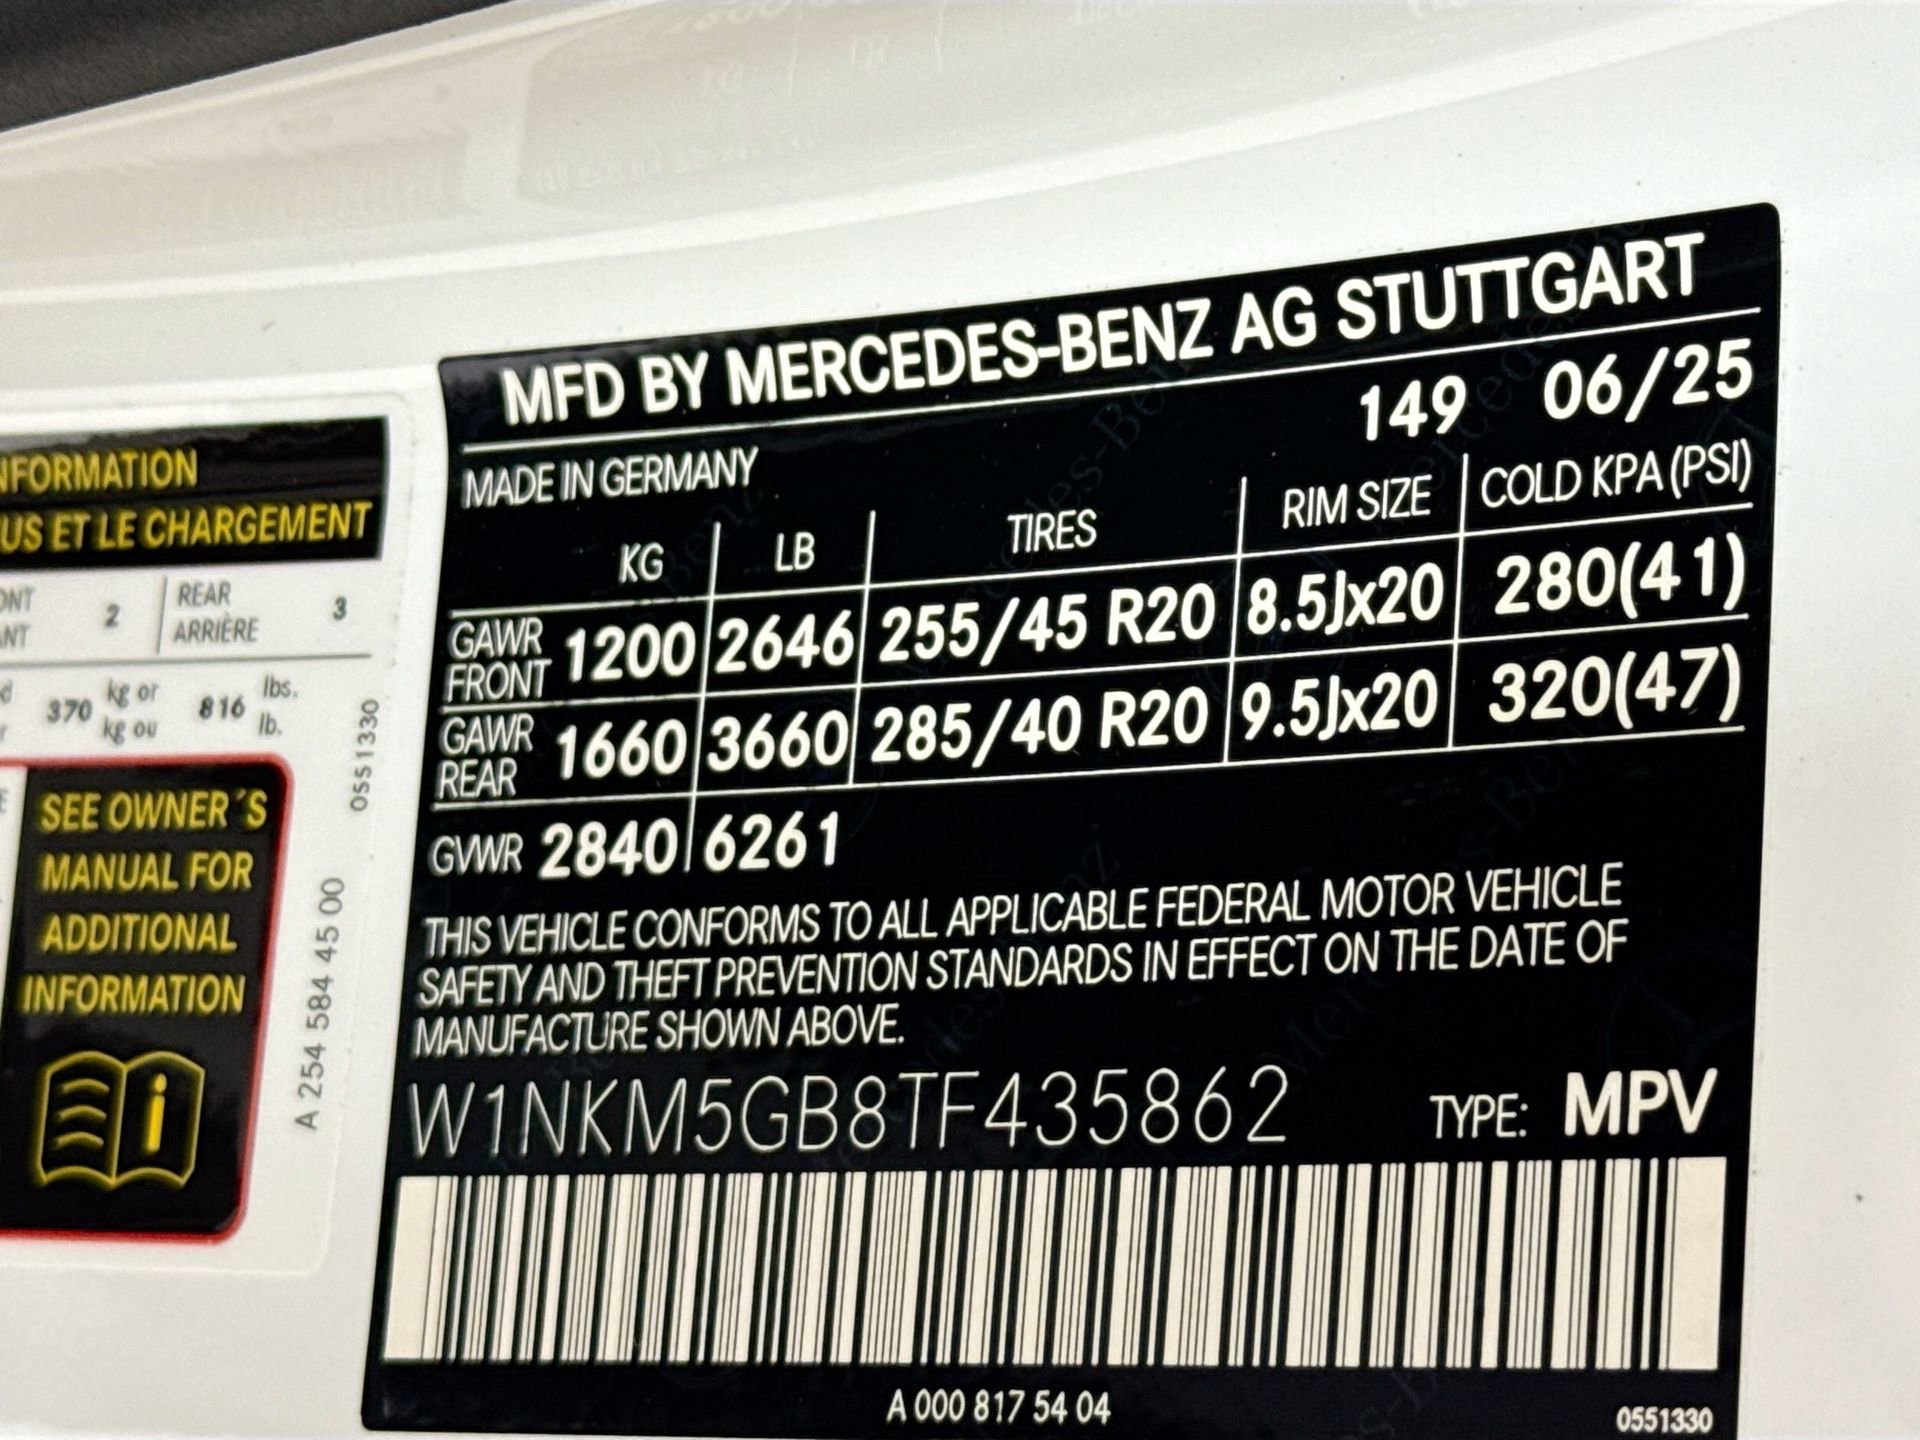 NFORMATION
US ET LE CHARGEMENT
ONT 2 REAR 3
ANT ARRIÈRE
370 kg or 816 lbs.
kg ou lb.
0551330
SEE OWNER´S
MANUAL FOR
ADDITIONAL
INFORMATION
A 254 584 45 00
MFD BY MERCEDES-BENZ AG STUTTGART
149 06/25
MADE IN GERMANY
KG LB TIRES RIM SIZE COLD KPA (PSI)
GAWR FRONT 1200 2646 255/45 R20 8.5Jx20 280(41)
GAWR REAR 1660 3660 285/40 R20 9.5Jx20 320(47)
GVWR 2840 6261
THIS VEHICLE CONFORMS TO ALL APPLICABLE FEDERAL MOTOR VEHICLE
SAFETY AND THEFT PREVENTION STANDARDS IN EFFECT ON THE DATE OF
MANUFACTURE SHOWN ABOVE.
W1NKM5GB8TF435862 TYPE: MPV
A 000 817 54 04
0551330